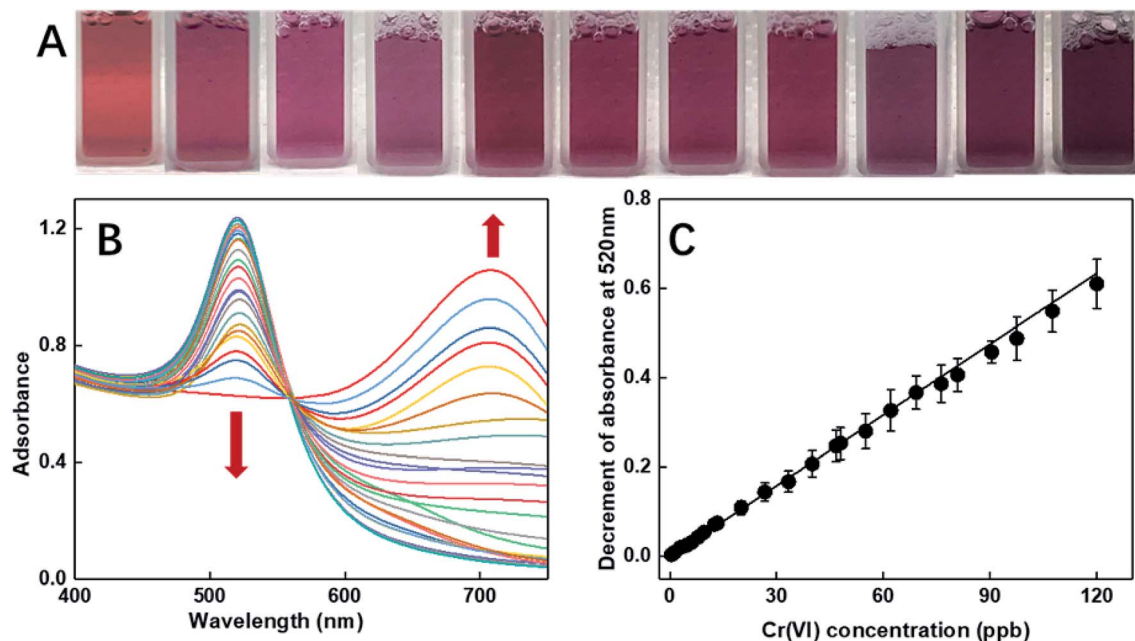 A
B
1.2
0.8
0.4
0.0
Adsorbance
400
500
600
700
Wavelength (nm)
C
0.8
0.6
0.4
0.2
0.0
Decrement of absorbance at 520nm
0
30
60
90
120
Cr(VI) concentration (ppb)